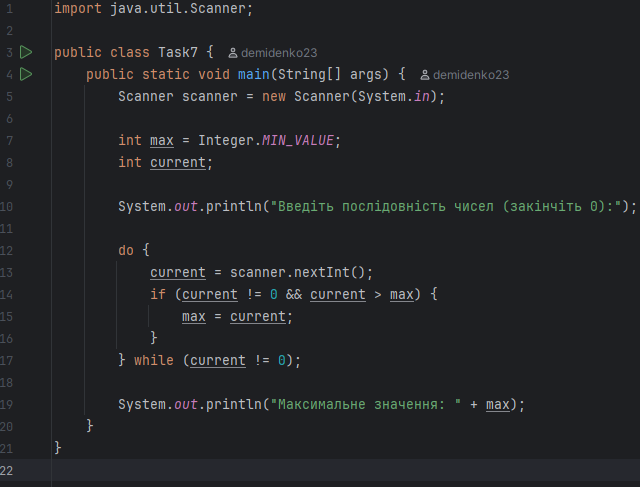 1 import java.util.Scanner;
2
3 public class Task7 { demidenko23
4 public static void main(String[] args) { demidenko23
5 Scanner scanner = new Scanner(System.in);
6
7 int max = Integer.MIN_VALUE;
8 int current;
9
10 System.out.println("Введіть послідовність чисел (закінчіть 0):");
11
12 do {
13 current = scanner.nextInt();
14 if (current != 0 && current > max) {
15 max = current;
16 }
17 } while (current != 0);
18
19 System.out.println("Максимальне значення: " + max);
20 }
21 }
22